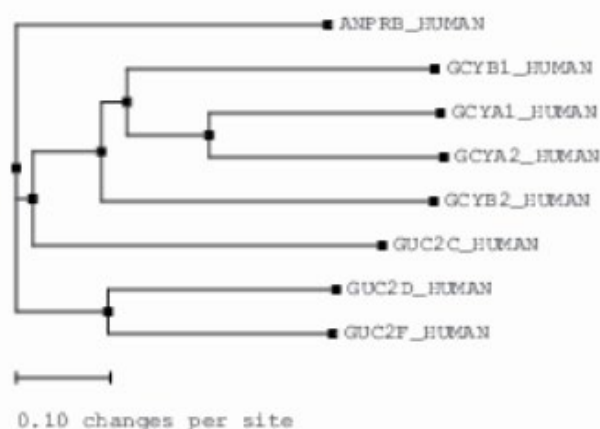 ANPRB_HUMAN
GCYB1_HUMAN
GCYA1_HUMAN
GCYA2_HUMAN
GCYB2_HUMAN
GUC2C_HUMAN
GUC2D_HUMAN
GUC2F_HUMAN
0.10 changes per site